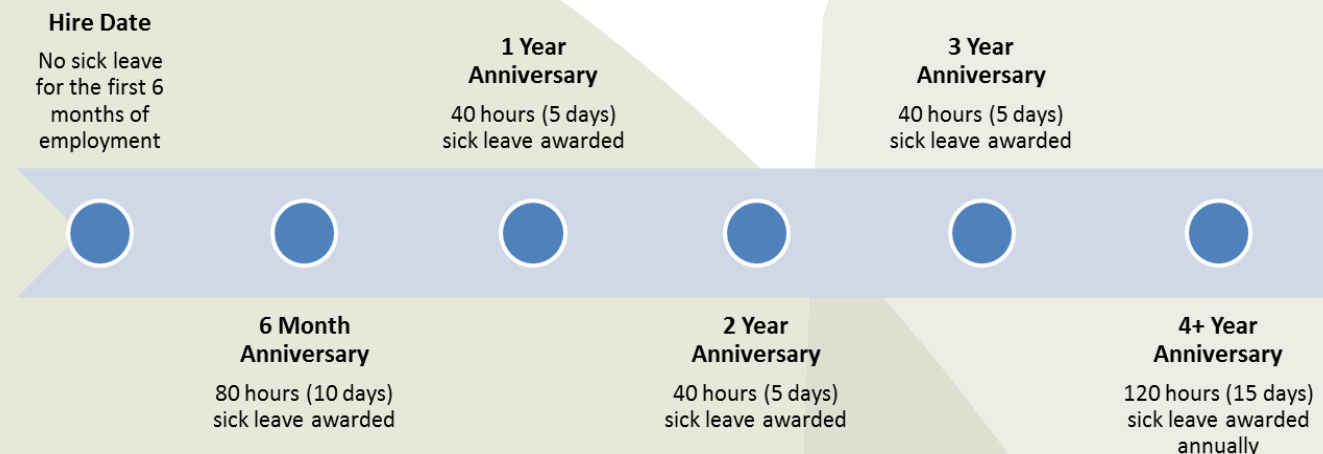 Hire Date
No sick leave
for the first 6
months of
employment
6 Month
Anniversary
80 hours (10 days)
sick leave awarded
1 Year
Anniversary
40 hours (5 days)
sick leave awarded
2 Year
Anniversary
40 hours (5 days)
sick leave awarded
3 Year
Anniversary
40 hours (5 days)
sick leave awarded
4+ Year
Anniversary
120 hours (15 days)
sick leave awarded
annually